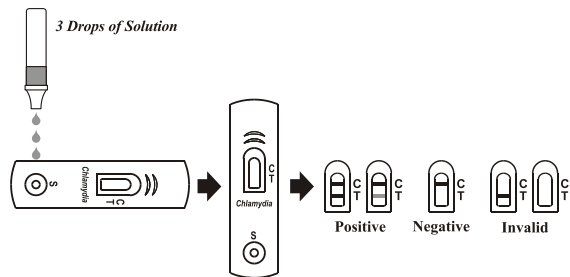 3 Drops of Solution
S
Chlamydia
C
T
C
T
Chlamydia
S
C
T
C
T
C
T
C
T
C
T
Positive
Negative
Invalid